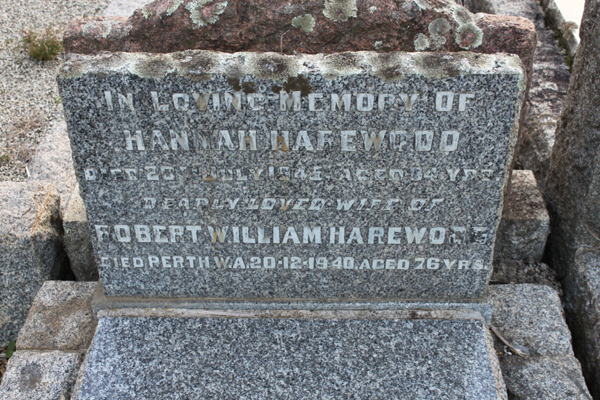 IN LOVING MEMORY OF
HANNAH HAREWOOD
DIED JULY AGED 84 YRS
DEARLY LOVED WIFE OF
ROBERT WILLIAM HAREWOOD
DIED PERTH W.A. 20-12-1940. AGED 76 YRS.